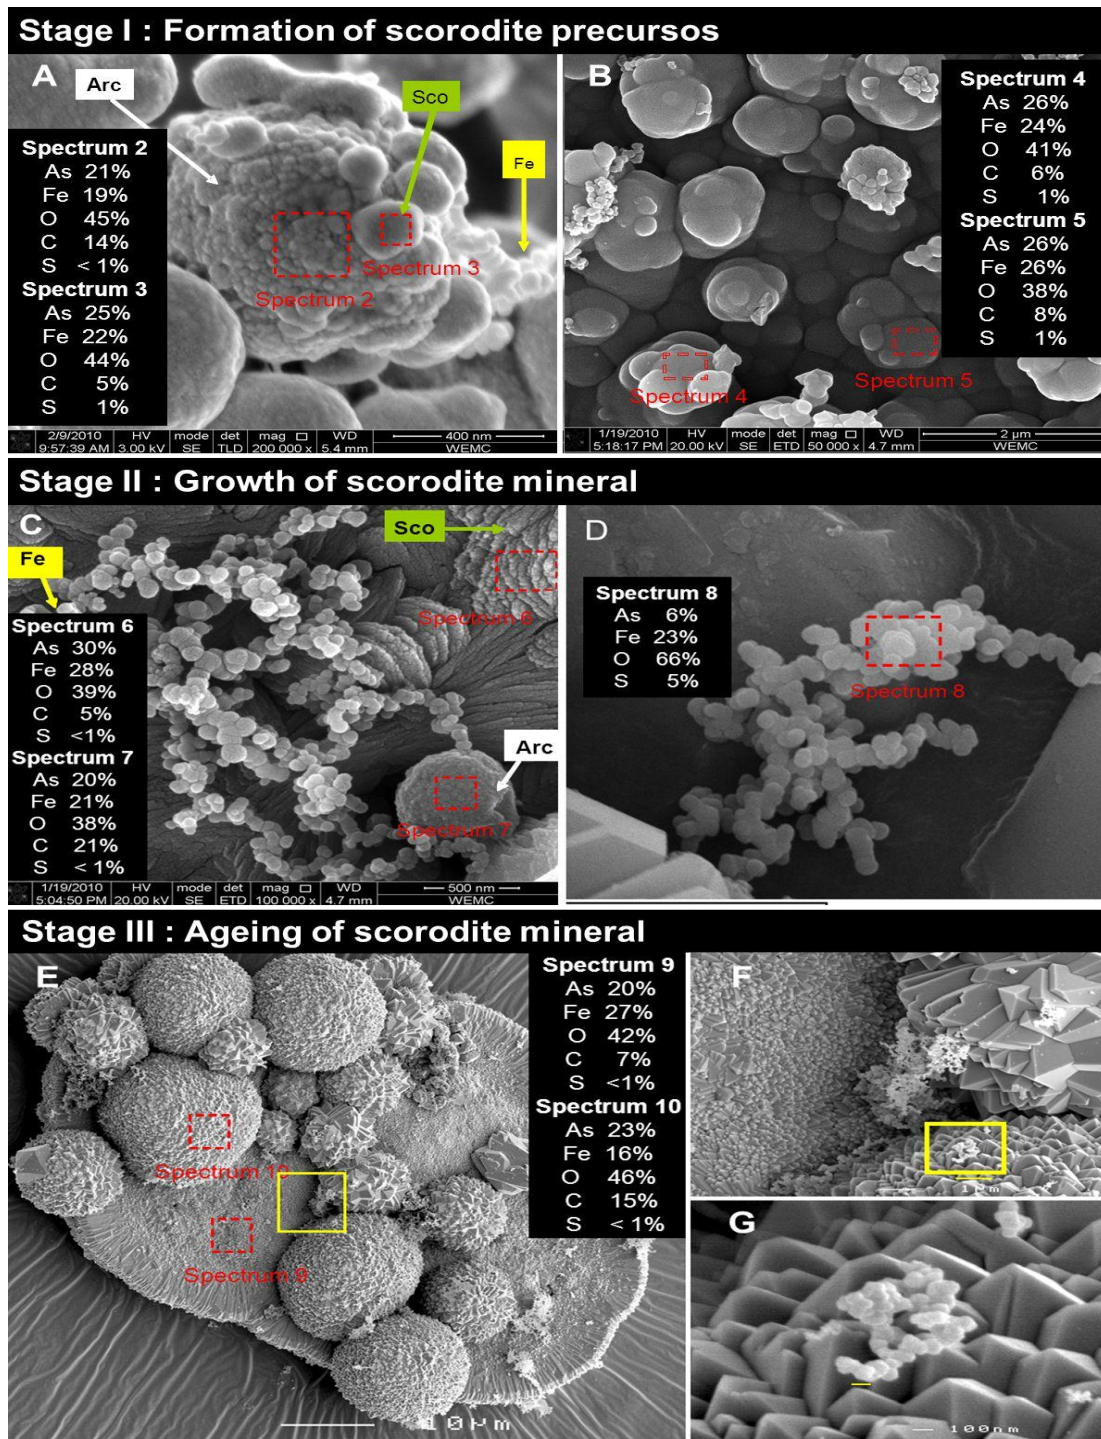 Stage I : Formation of scorodite precursos
A
Arc
Sco
Fe
Spectrum 2
As 21%
Fe 19%
O 45%
C 14%
S < 1%
Spectrum 3
As 25%
Fe 22%
O 44%
C 5%
S 1%
Spectrum 3
Spectrum 2
2/9/2010 HV mode det mag WD 400 nm
9:57:39 AM 3.00 kV SE TLD 200 000 x 5.4 mm WEMC
B
Spectrum 4
As 26%
Fe 24%
O 41%
C 6%
S 1%
Spectrum 5
As 26%
Fe 26%
O 38%
C 8%
S 1%
Spectrum 5
Spectrum 4
1/19/2010 HV mode det mag WD 2 µm
5:18:17 PM 20.00 kV SE ETD 50 000 x 4.7 mm WEMC
Stage II : Growth of scorodite mineral
C
Sco
Fe
Spectrum 6
Spectrum 6
As 30%
Fe 28%
O 39%
C 5%
S <1%
Spectrum 7
As 20%
Fe 21%
O 38%
C 21%
S < 1%
Arc
Spectrum 7
1/19/2010 HV mode det mag WD 500 nm
5:04:50 PM 20.00 kV SE ETD 100 000 x 4.7 mm WEMC
D
Spectrum 8
As 6%
Fe 23%
O 66%
S 5%
Spectrum 8
Stage III : Ageing of scorodite mineral
E
Spectrum 9
As 20%
Fe 27%
O 42%
C 7%
S <1%
Spectrum 10
As 23%
Fe 16%
O 46%
C 15%
S < 1%
Spectrum 10
Spectrum 9
10µm
F
1µm
G
100nm